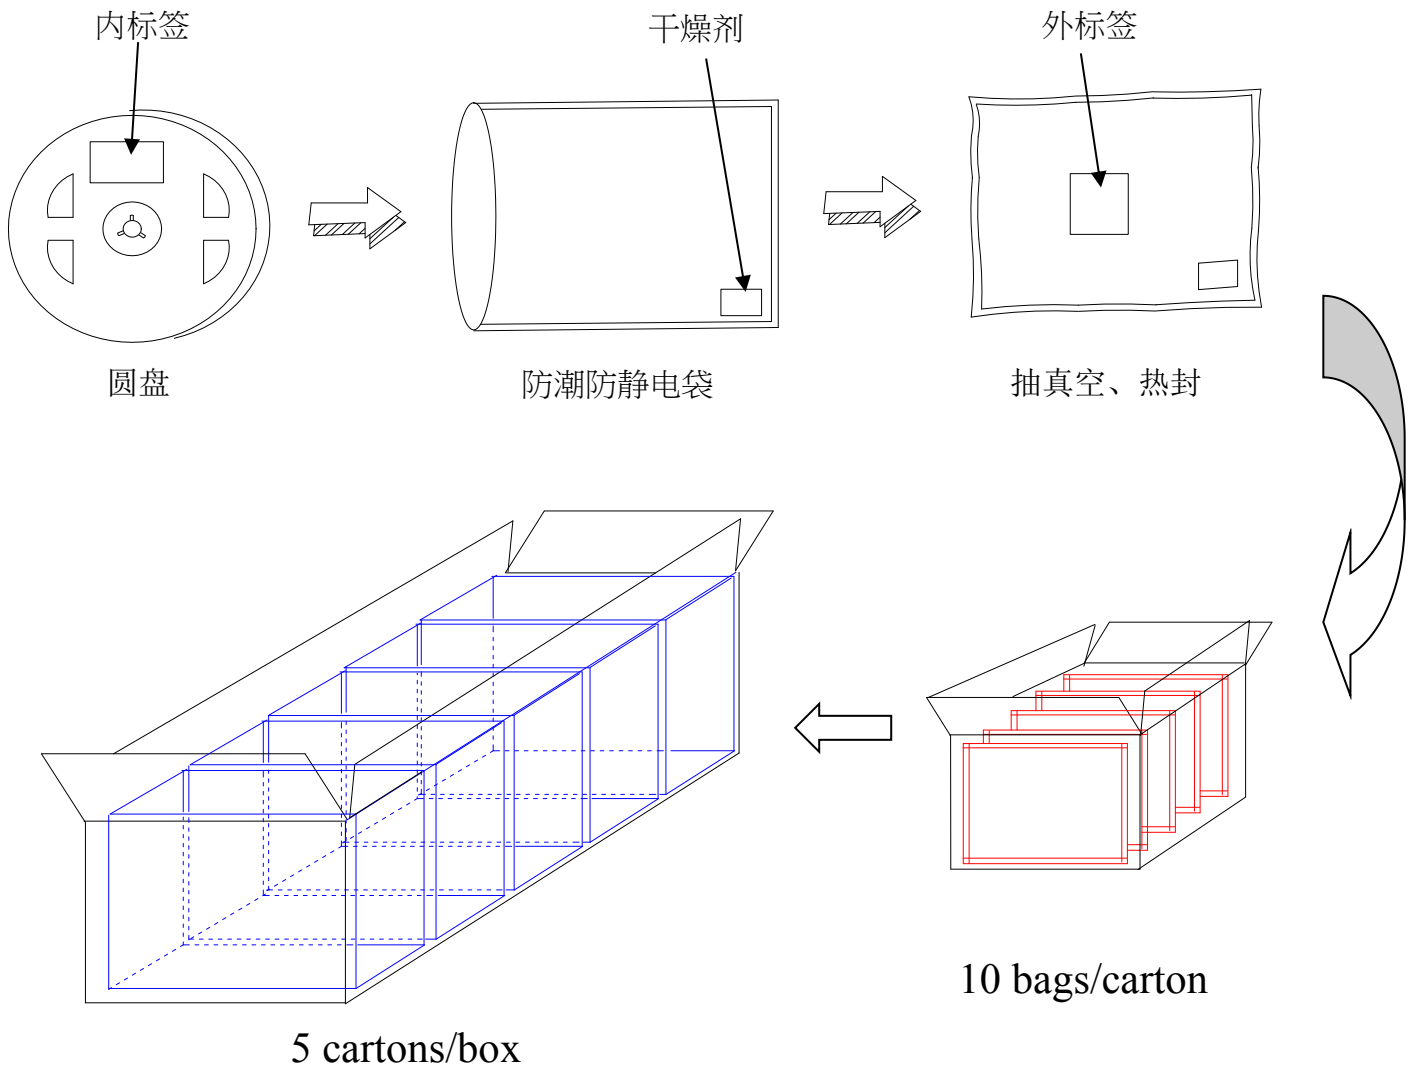 内标签
干燥剂
外标签
圆盘
防潮防静电袋
抽真空、热封
10 bags/carton
5 cartons/box